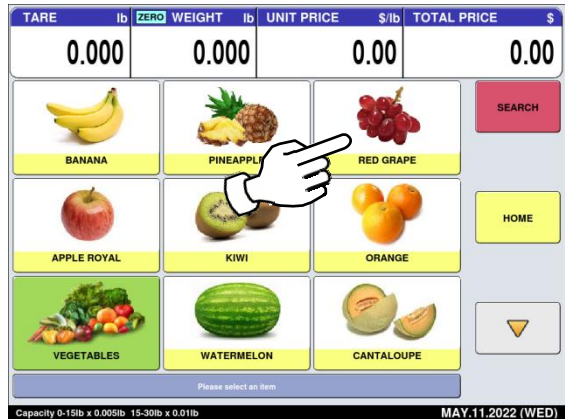 TARE lb ZERO WEIGHT lb UNIT PRICE $/lb TOTAL PRICE $
0.000 0.000 0.00 0.00
SEARCH
BANANA PINEAPPLE RED GRAPE
HOME
APPLE ROYAL KIWI ORANGE
VEGETABLES WATERMELON CANTALOUPE
Please select an item
Capacity 0-15lb x 0.005lb 15-30lb x 0.01lb MAY.11.2022 (WED)